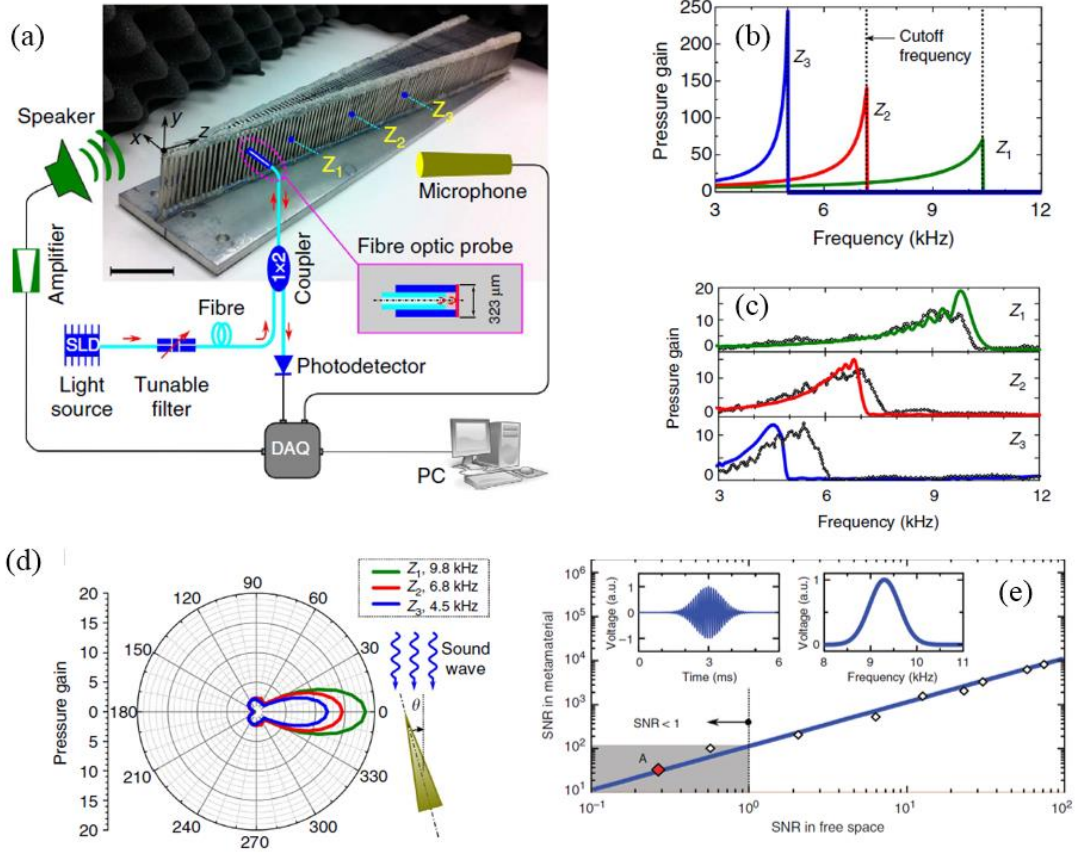 (a)
Speaker
x
y
z
Z1
Z2
Z3
Microphone
Amplifier
Coupler
1×2
Fibre optic probe
323 μm
Fibre
SLD
Light
source
Tunable
filter
Photodetector
DAQ
PC
(b)
Pressure gain
250
200
150
100
50
0
Z3
Z2
Z1
Cutoff
frequency
3 6 9 12
Frequency (kHz)
(c)
Pressure gain
20
10
0
Z1
10
0
Z2
10
0
Z3
3 6 9 12
Frequency (kHz)
(d)
Pressure gain
20
15
10
5
0
5
10
15
20
90
120
60
150
30
180
0
210
330
240
300
270
Z1, 9.8 kHz
Z2, 6.8 kHz
Z3, 4.5 kHz
Sound
wave
θ
(e)
SNR in metamaterial
10^6
10^5
10^4
10^3
10^2
10^1
Voltage (a.u.)
1
0
−1
0 3 6
Time (ms)
Voltage (a.u.)
1
0
8 9 10 11
Frequency (kHz)
SNR < 1
A
10^−1 10^0 10^1 10^2
SNR in free space